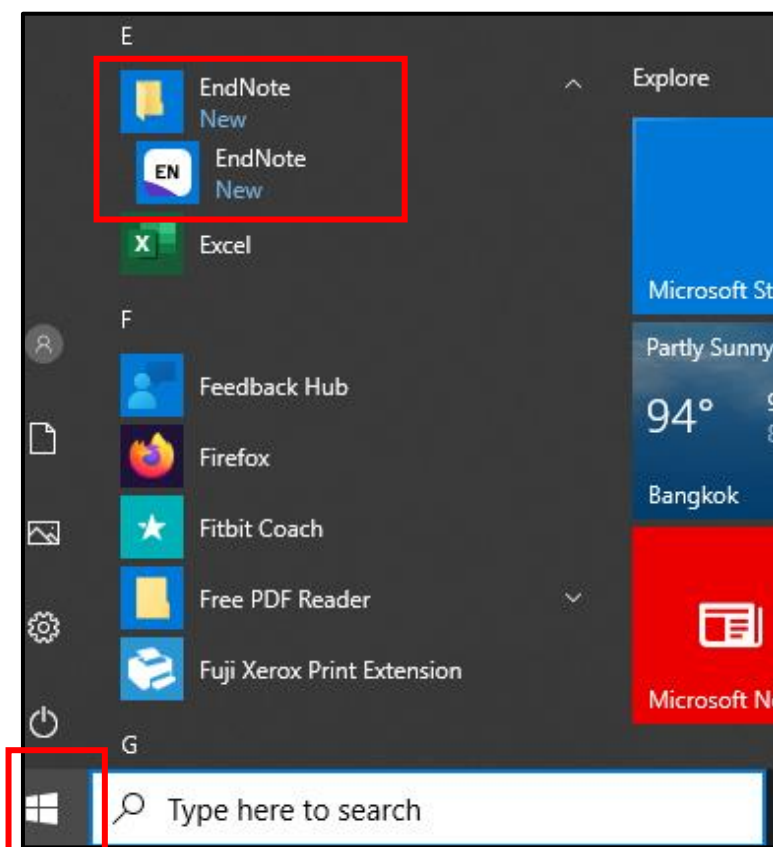 E
EndNote
New
EN
EndNote
New
X
Excel
F
Feedback Hub
Firefox
Fitbit Coach
Free PDF Reader
Fuji Xerox Print Extension
G
Type here to search
Explore
Microsoft St
Partly Sunny
94°
Bangkok
Microsoft N